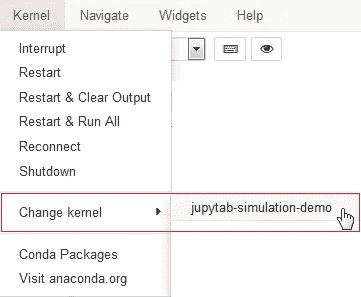 Kernel Navigate Widgets Help
Interrupt
Restart
Restart & Clear Output
Restart & Run All
Reconnect
Shutdown
Change kernel jupytab-simulation-demo
Conda Packages
Visit anaconda.org